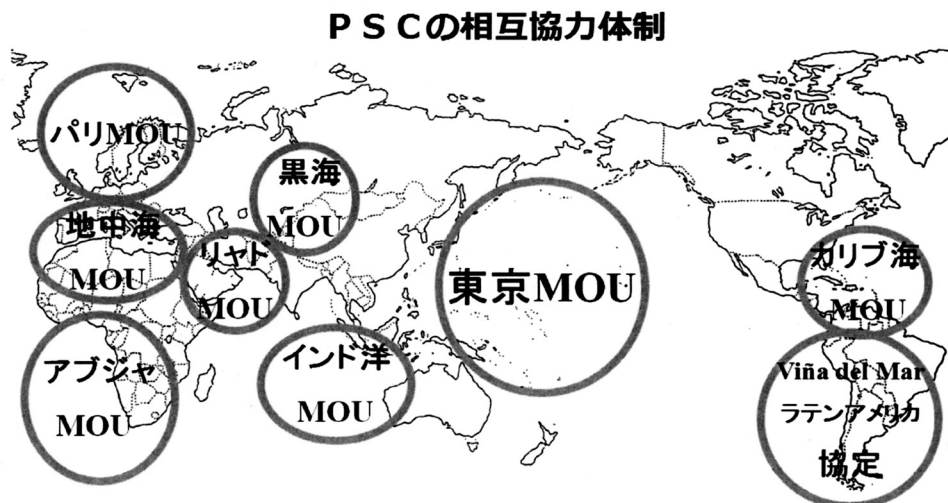 ＰＳＣの相互協力体制
パリMOU
黒海
MOU
地中海
MOU
リャド
MOU
東京MOU
カリブ海
MOU
アブジャ
MOU
インド洋
MOU
Viña del Mar
ラテンアメリカ
協定